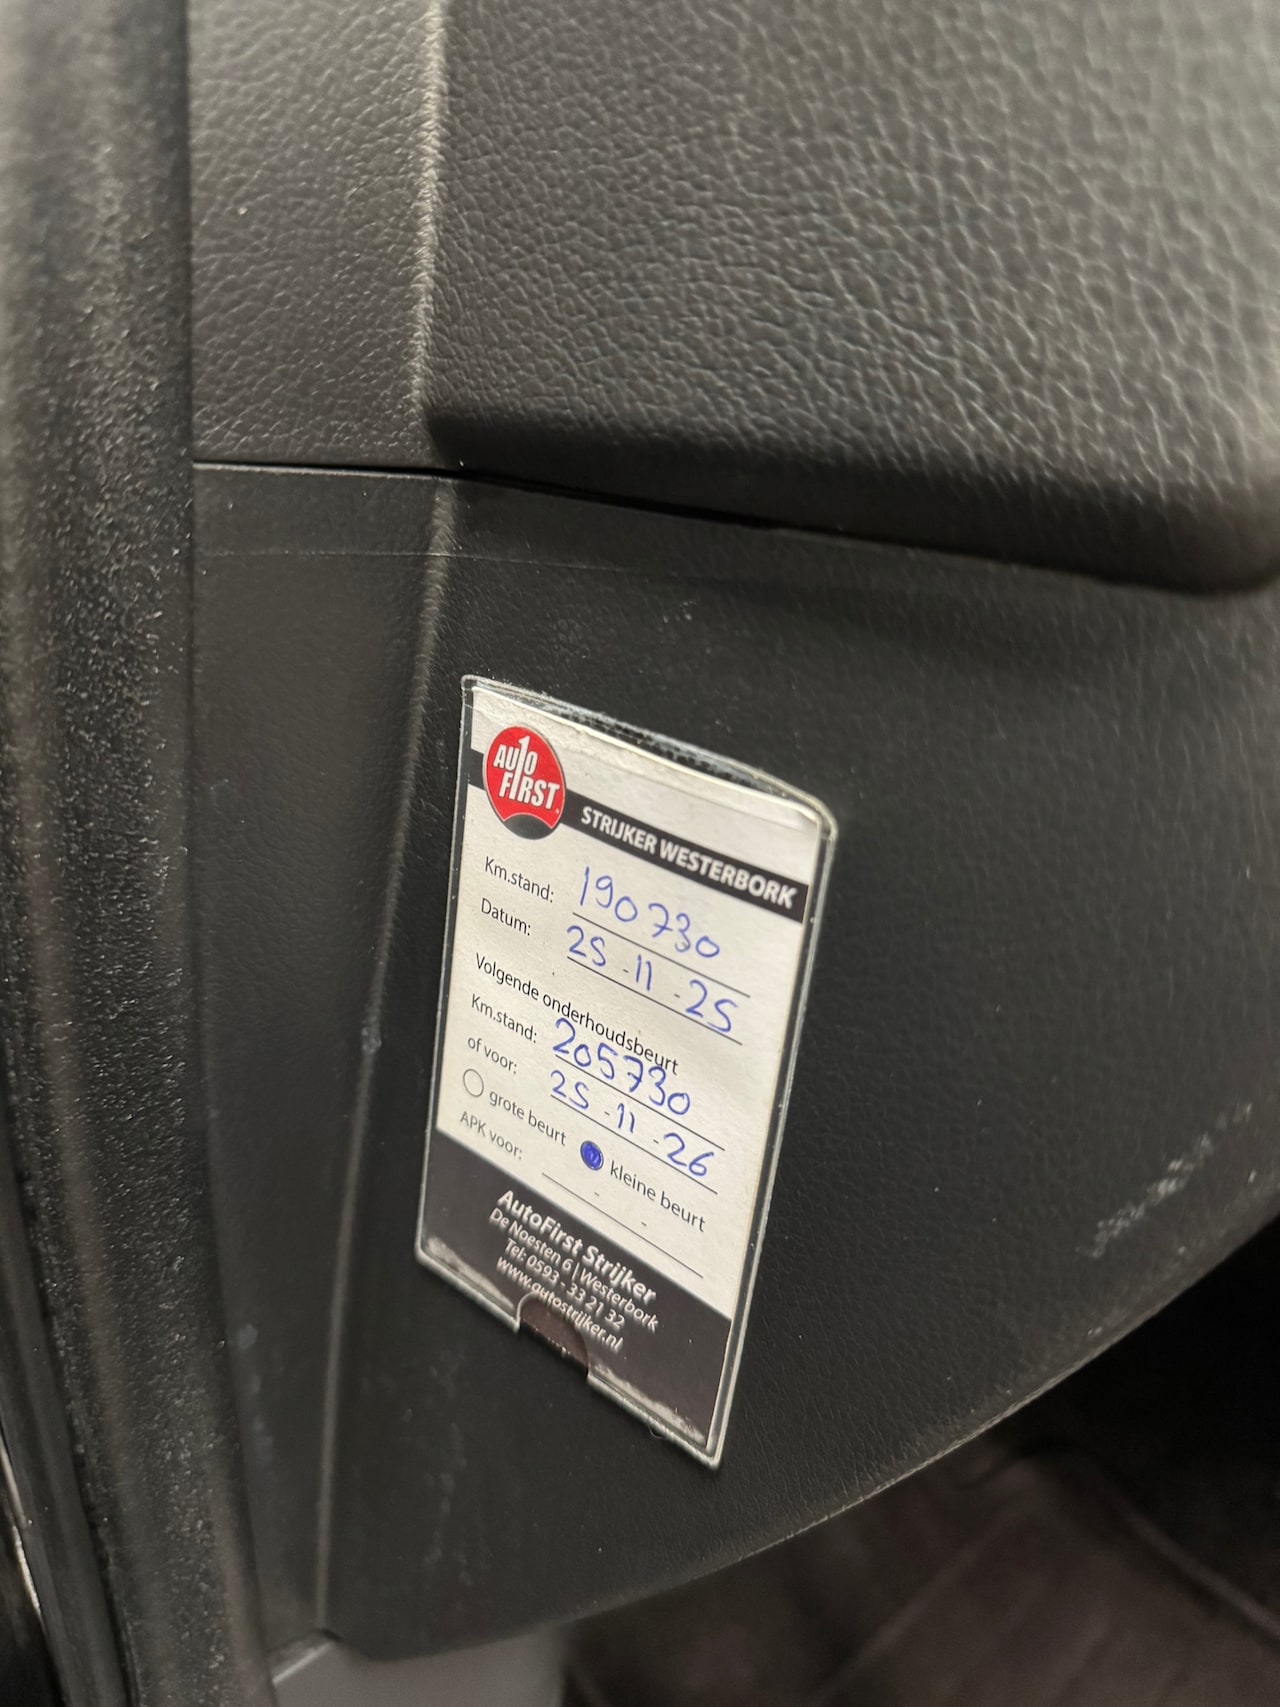 AUTO
FIRST
STRIJKER WESTERBORK
Km.stand: 190730
Datum: 25-11-25
Volgende onderhoudsbeurt
Km.stand: 205730
of voor: 25-11-26
grote beurt kleine beurt
APK voor: - -
AutoFirst Strijker
De Noesten 6 | Westerbork
Tel: 0593 - 33 21 32
www.autostrijker.nl